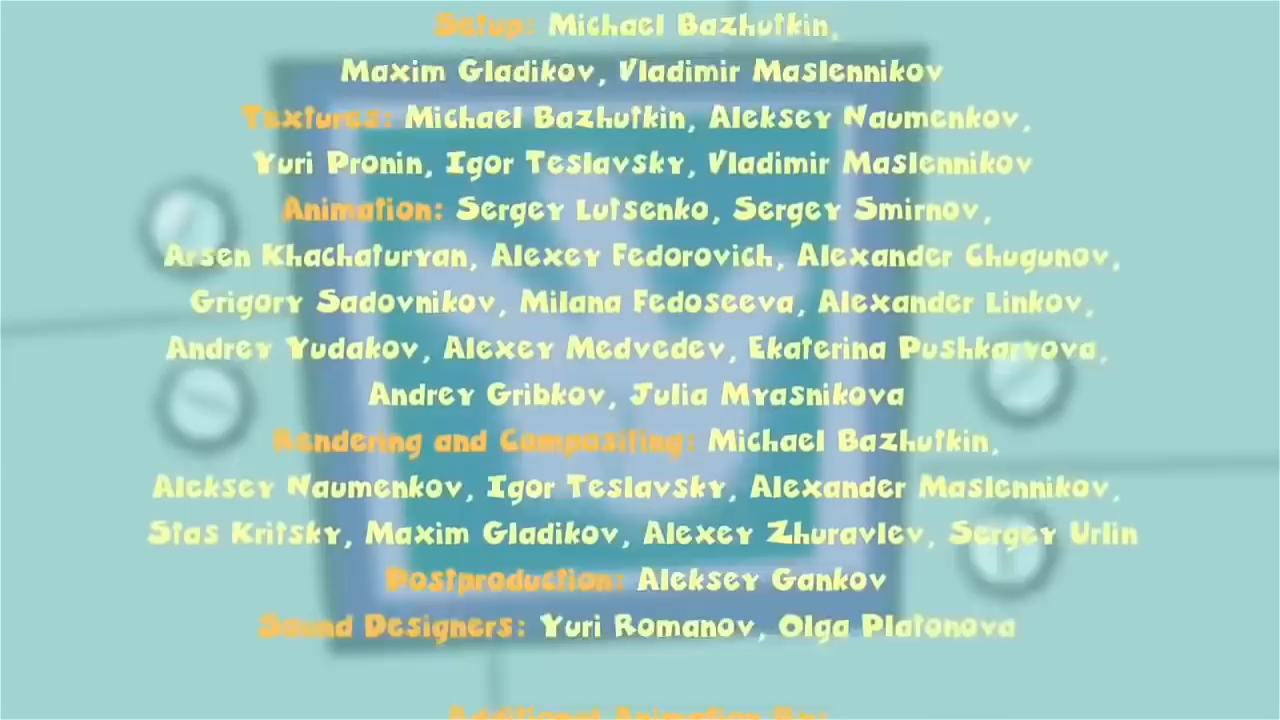 Setup: Michael Bazhutkin,
Maxim Gladikov, Vladimir Maslennikov
Textures: Michael Bazhutkin, Aleksey Naumenkov,
Yuri Pronin, Igor Teslavsky, Vladimir Maslennikov
Animation: Sergey Lutsenko, Sergey Smirnov,
Arsen Khachaturyan, Alexey Fedorovich, Alexander Chugunov,
Grigory Sadovnikov, Milana Fedoseeva, Alexander Linkov,
Andrey Yudakov, Alexey Medvedev, Ekaterina Pushkaryova,
Andrey Gribkov, Julia Myasnikova
Rendering and Compositing: Michael Bazhutkin,
Aleksey Naumenkov, Igor Teslavsky, Alexander Maslennikov,
Stas Kritsky, Maxim Gladikov, Alexey Zhuravlev, Sergey Urlin
Postproduction: Aleksey Gankov
Sound Designers: Yuri Romanov, Olga Platonova
Additional Animation By: